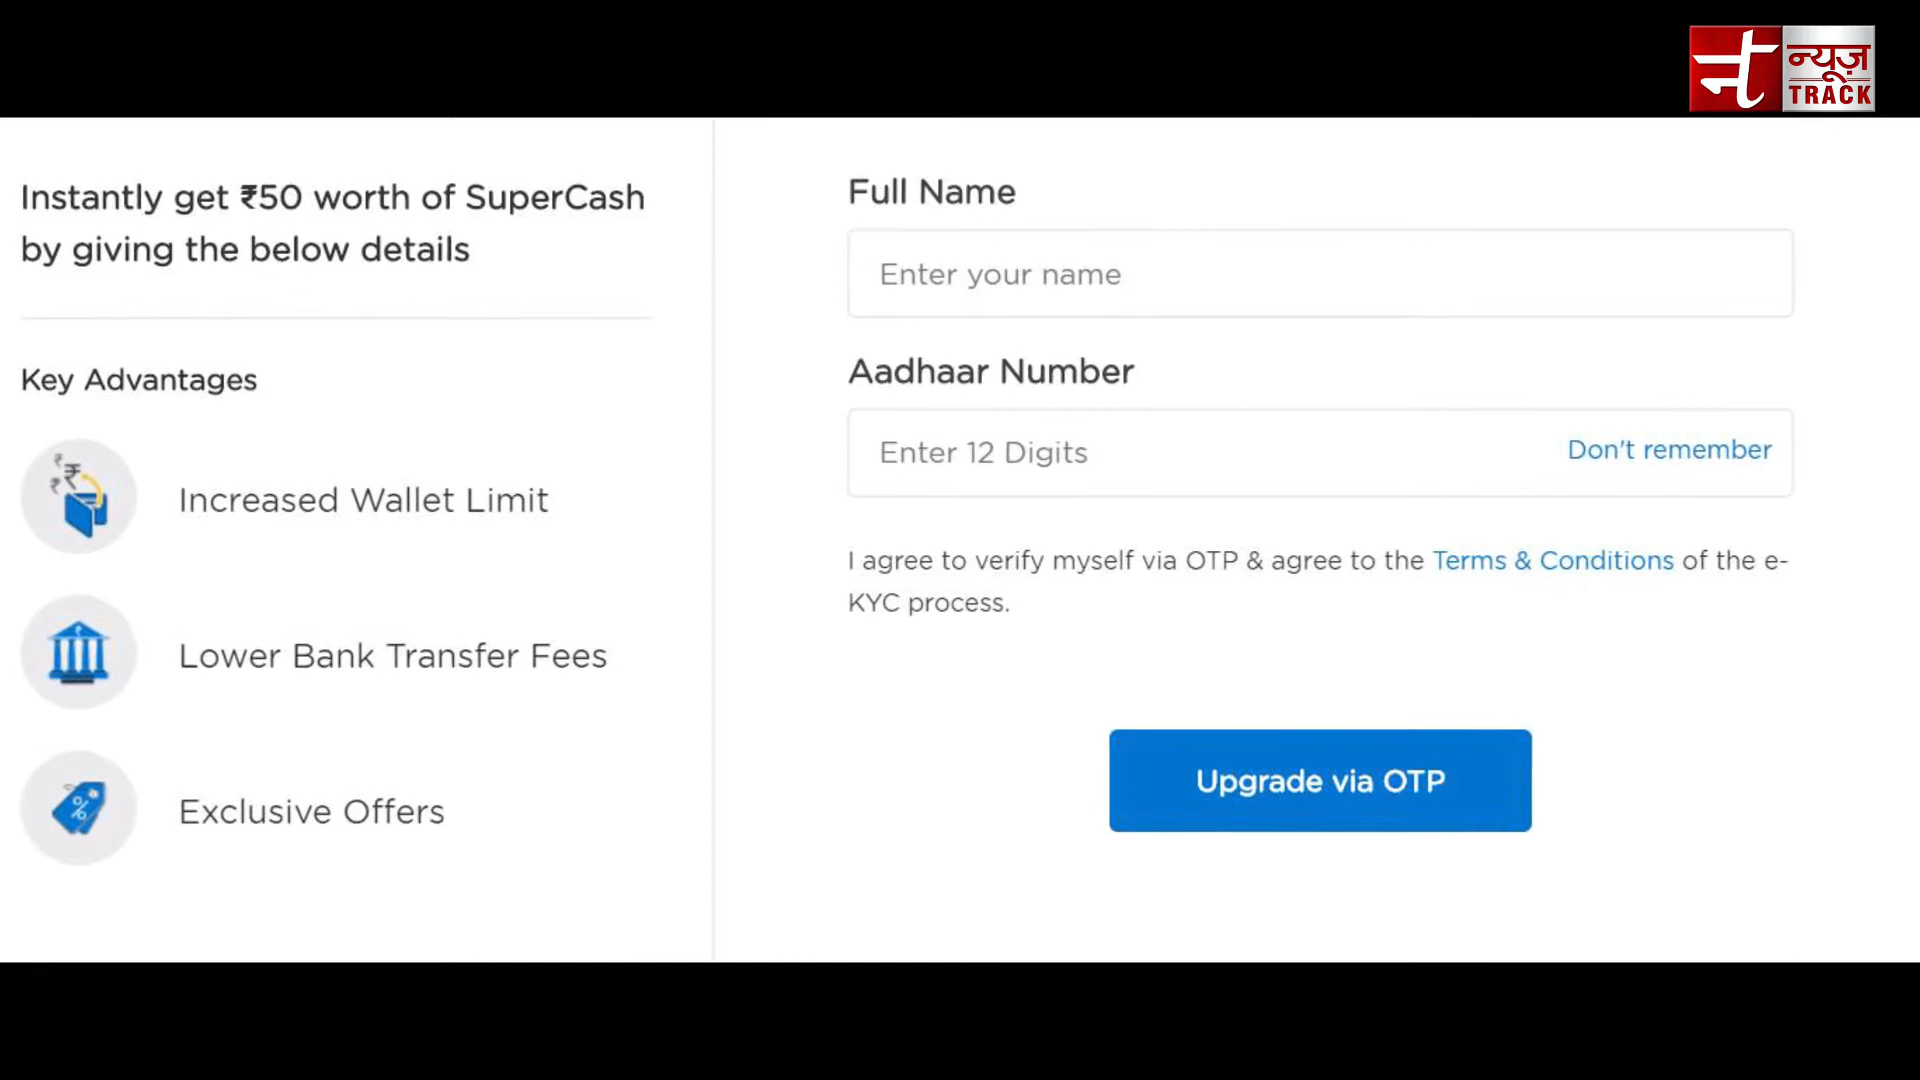 न्यूज़
TRACK
Instantly get ₹50 worth of SuperCash
by giving the below details
Key Advantages
Increased Wallet Limit
Lower Bank Transfer Fees
Exclusive Offers
Full Name
Enter your name
Aadhaar Number
Enter 12 Digits
Don't remember
I agree to verify myself via OTP & agree to the Terms & Conditions of the e-
KYC process.
Upgrade via OTP